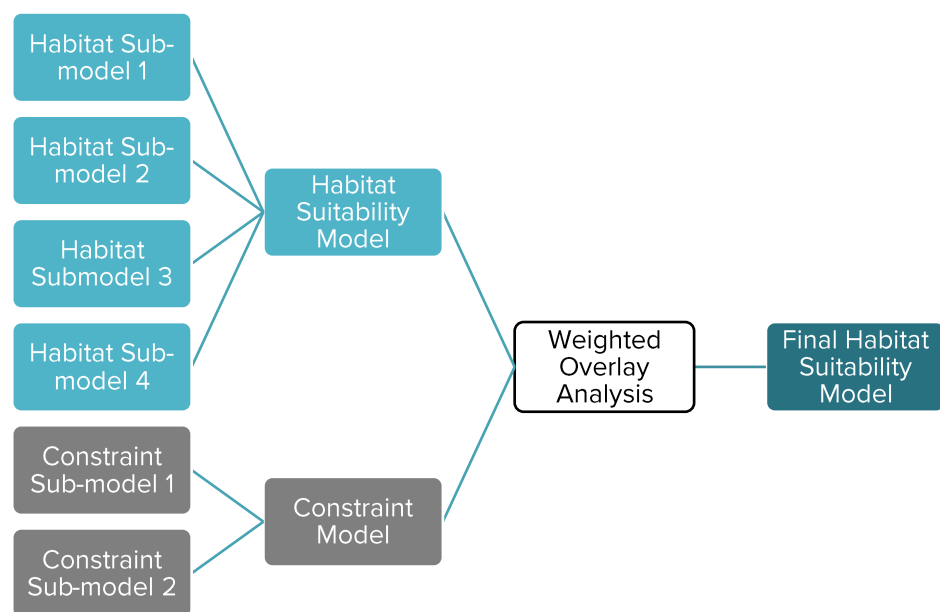 Habitat Sub-
model 1
Habitat Sub-
model 2
Habitat
Submodel 3
Habitat Sub-
model 4
Constraint
Sub-model 1
Constraint
Sub-model 2
Habitat
Suitability
Model
Constraint
Model
Weighted
Overlay
Analysis
Final Habitat
Suitability
Model